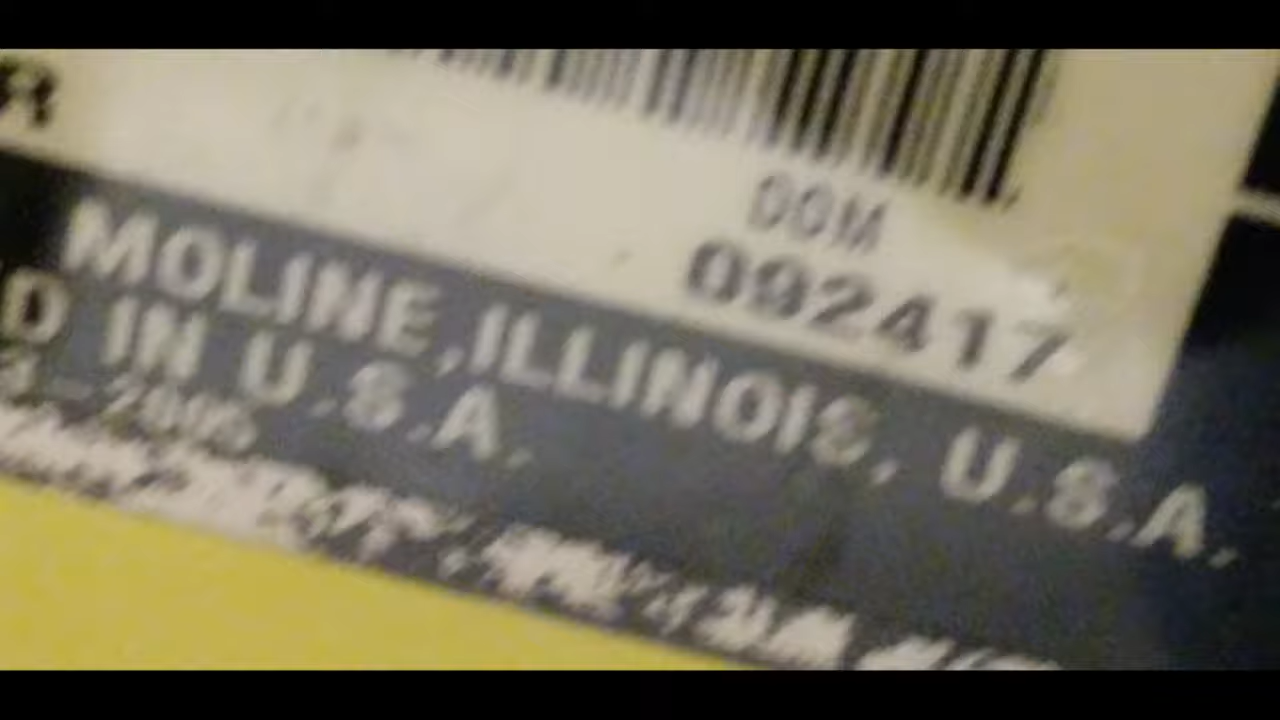 R
DOM
092417
MOLINE, ILLINOIS, U.S.A.
D IN U.S.A.